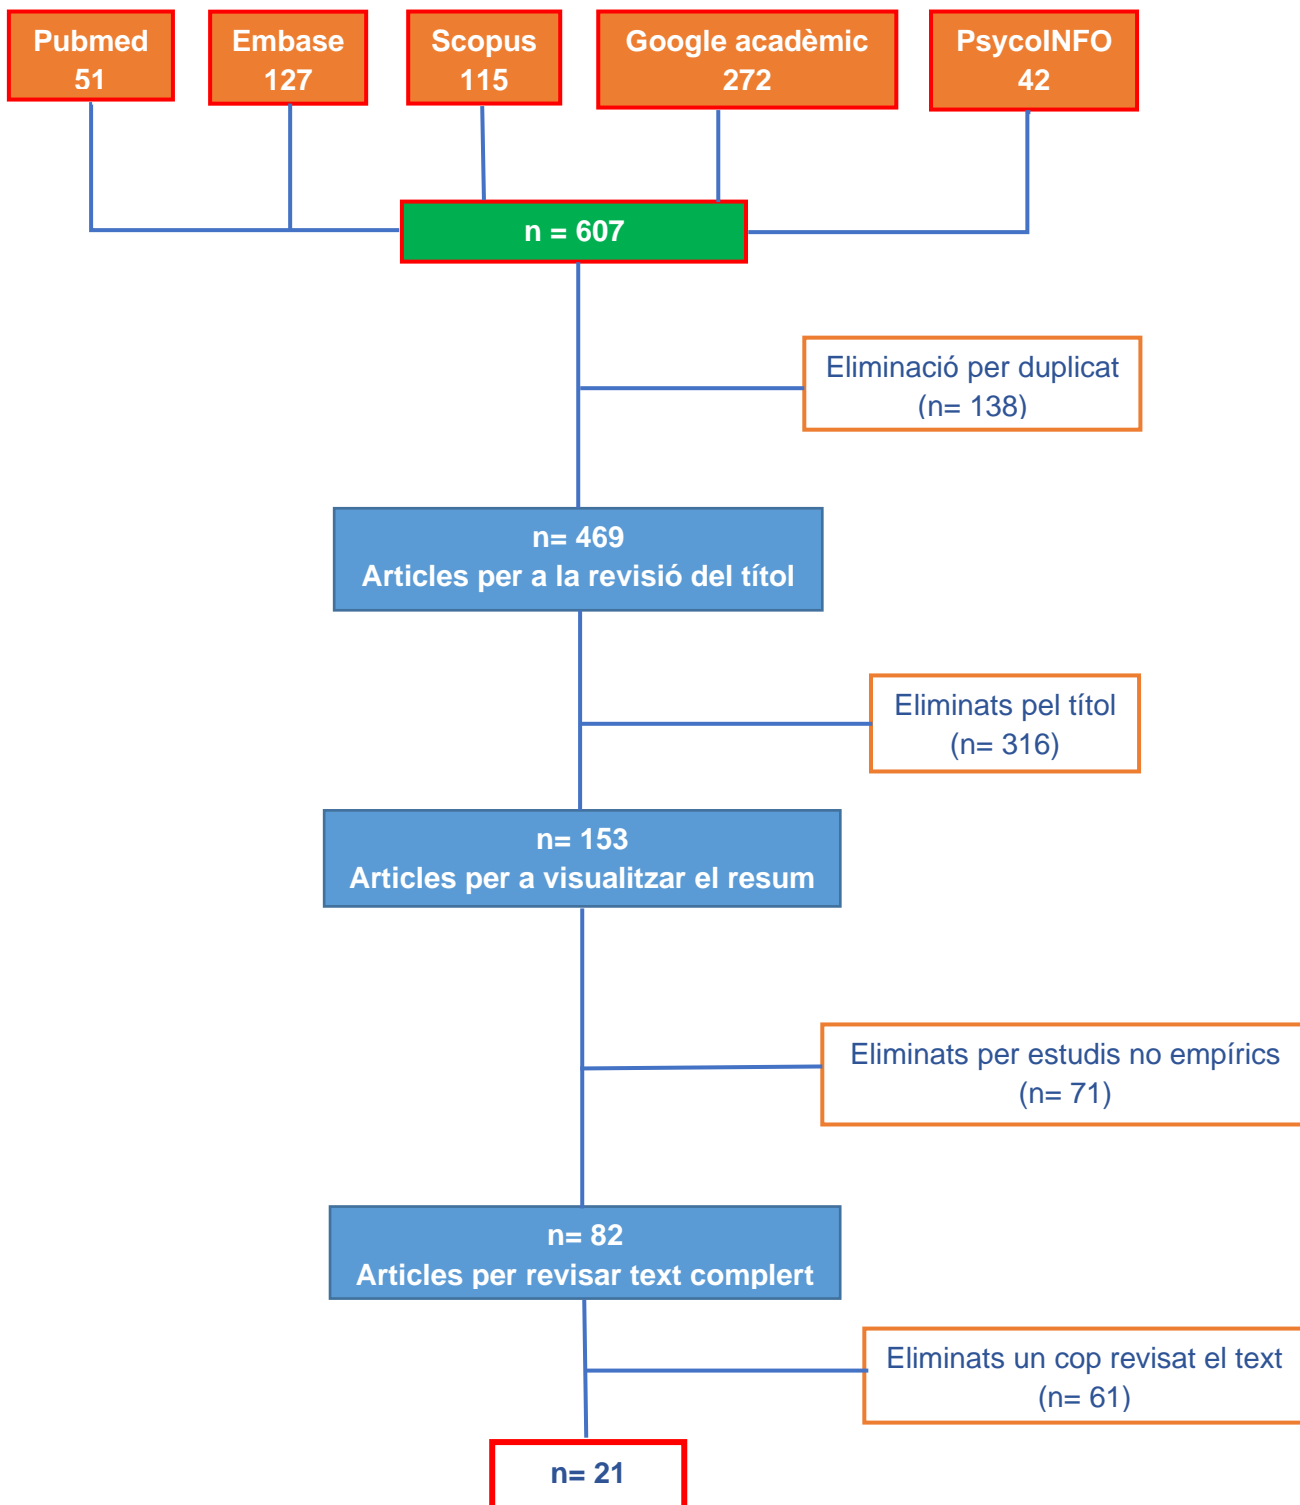 Pubmed
51
Embase
127
Scopus
115
Google acadèmic
272
PsycoINFO
42
n = 607
Eliminació per duplicat
(n= 138)
n= 469
Articles per a la revisió del títol
Eliminats pel títol
(n= 316)
n= 153
Articles per a visualitzar el resum
Eliminats per estudis no empírics
(n= 71)
n= 82
Articles per revisar text complert
Eliminats un cop revisat el text
(n= 61)
n= 21